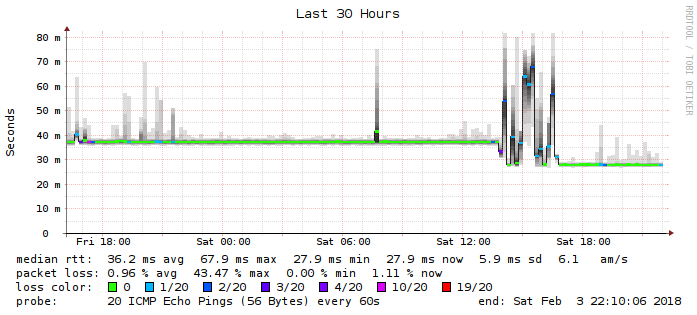 Last 30 Hours
RRDTOOL / TOBI OETIKER
Seconds
80 m
70 m
60 m
50 m
40 m
30 m
20 m
10 m
0
Fri 18:00 Sat 00:00 Sat 06:00 Sat 12:00 Sat 18:00
median rtt: 36.2 ms avg 67.9 ms max 27.9 ms min 27.9 ms now 5.9 ms sd 6.1 am/s
packet loss: 0.96 % avg 43.47 % max 0.00 % min 1.11 % now
loss color: 0 1/20 2/20 3/20 4/20 10/20 19/20
probe: 20 ICMP Echo Pings (56 Bytes) every 60s end: Sat Feb 3 22:10:06 2018